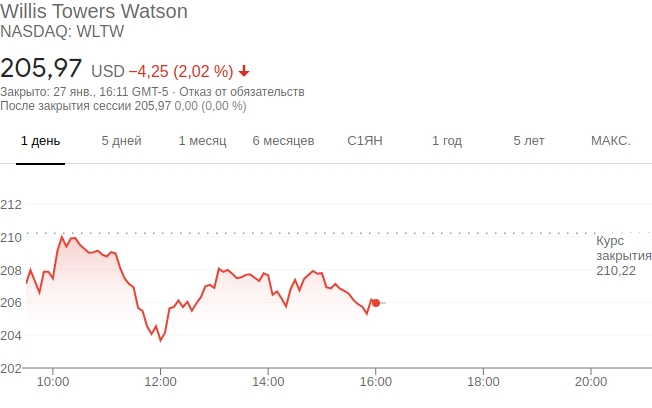 Willis Towers Watson
NASDAQ: WLTW
205,97 USD −4,25 (2,02 %)
Закрыто: 27 янв., 16:11 GMT-5 · Отказ от обязательств
После закрытия сессии 205,97 0,00 (0,00 %)
1 день 5 дней 1 месяц 6 месяцев С1ЯН 1 год 5 лет МАКС.
212
210
208
206
204
202
Курс
закрытия
210,22
10:00 12:00 14:00 16:00 18:00 20:00